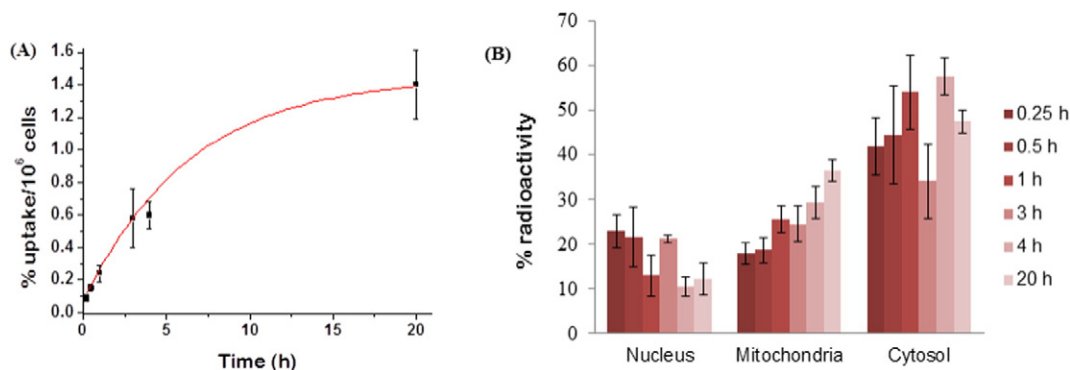 (A)
% uptake/10⁶ cells
1.6
1.4
1.2
1.0
0.8
0.6
0.4
0.2
0.0
0 5 10 15 20
Time (h)
(B)
% radioactivity
70
60
50
40
30
20
10
0
Nucleus Mitochondria Cytosol
0.25 h
0.5 h
1 h
3 h
4 h
20 h